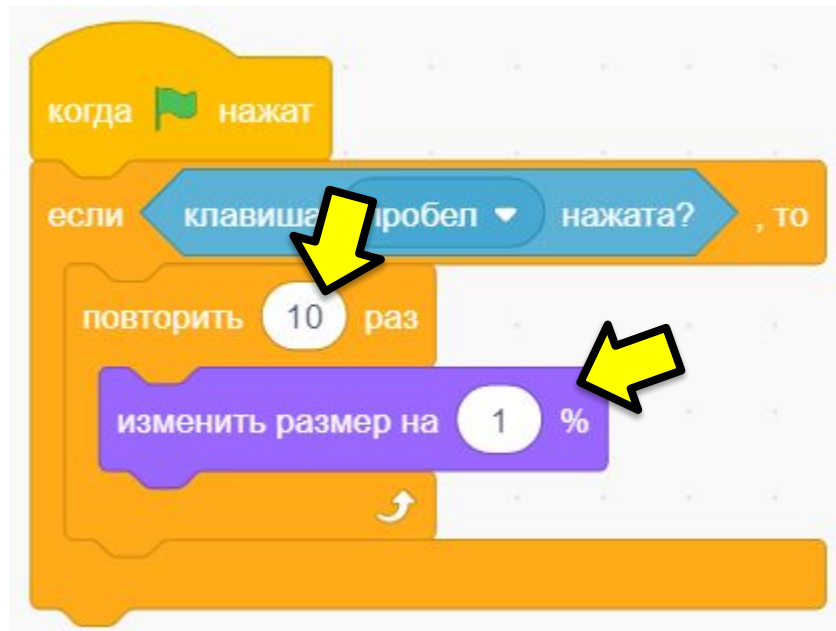 когда нажат
если клавиша пробел нажата? , то
повторить 10 раз
изменить размер на 1 %